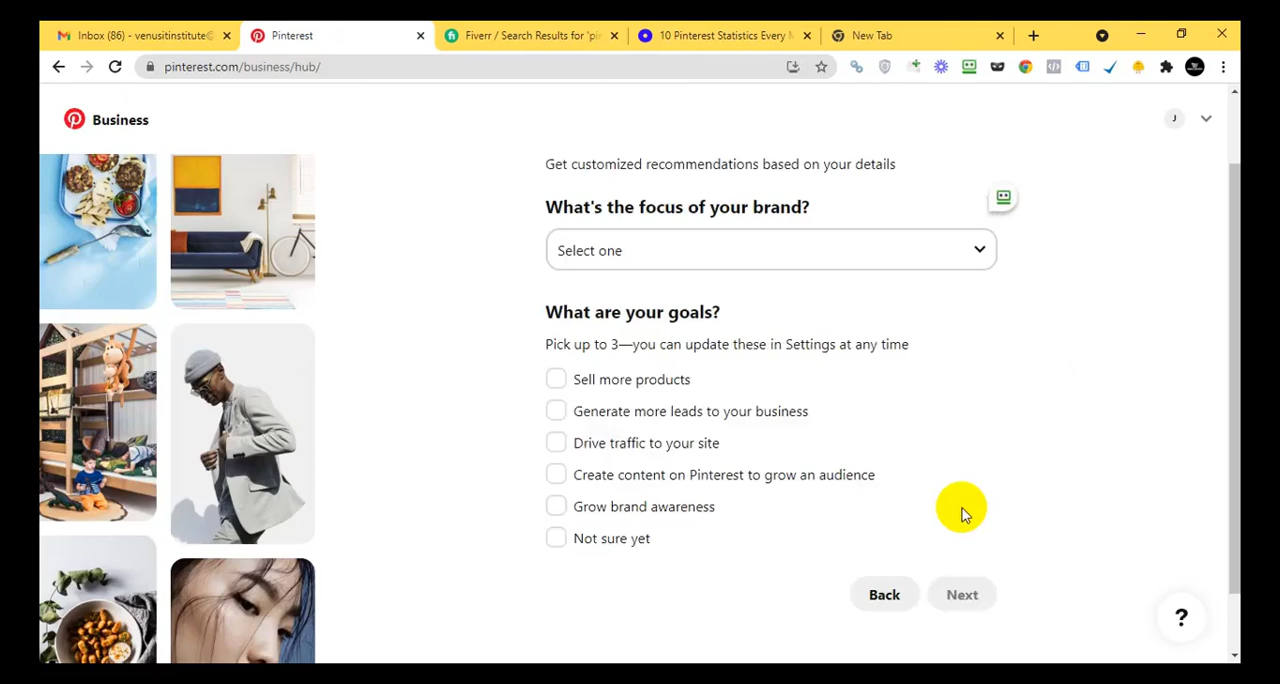 Inbox (86) - venusitinstitute@
Pinterest
Fiverr / Search Results for 'pin
10 Pinterest Statistics Every M
New Tab
pinterest.com/business/hub/
Business
J
Get customized recommendations based on your details
What's the focus of your brand?
Select one
What are your goals?
Pick up to 3—you can update these in Settings at any time
Sell more products
Generate more leads to your business
Drive traffic to your site
Create content on Pinterest to grow an audience
Grow brand awareness
Not sure yet
Back
Next
?